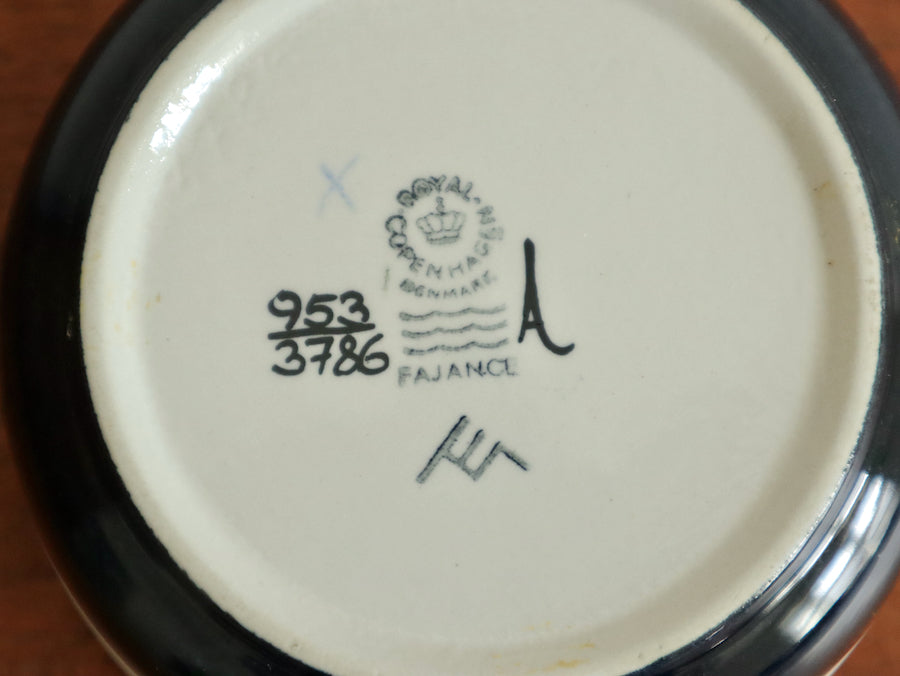 X
ROYAL
COPENHAGEN
DENMARK
953
3786
A
FAJANCE